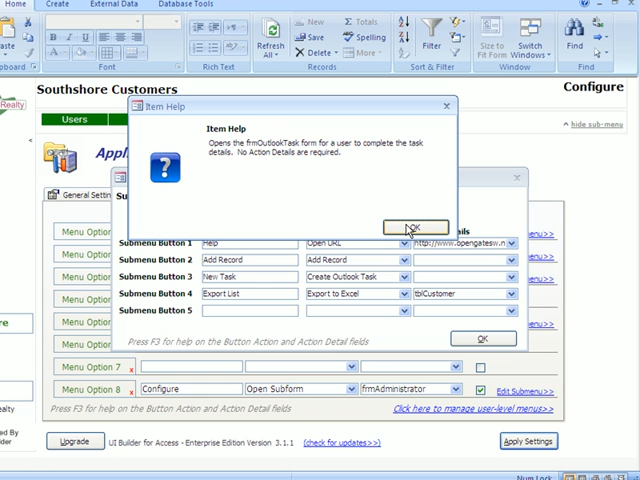 Home Create External Data Database Tools
New Totals
Save Spelling
Delete More
Refresh All
Filter
Size to Fit Form
Switch Windows
Find
Font Rich Text Records Sort & Filter Window Find
Southshore Customers
Configure
Realty
Users
hide sub-menu
Item Help
Item Help
Opens the frmOutlookTask form for a user to complete the task
details. No Action Details are required.
OK
General
Menu Option
Submenu Button 1 Help Open URL http://www.opengatesw.n
Submenu Button 2 Add Record Add Record
Submenu Button 3 New Task Create Outlook Task
Submenu Button 4 Export List Export to Excel tblCustomer
Submenu Button 5
Press F3 for help on the Button Action and Action Detail fields
OK
Menu Option 7 x
Menu Option 8 x Configure Open Subform frmAdministrator Edit Submenu>>
Press F3 for help on the Button Action and Action Detail fields
Click here to manage user-level menus>>
Upgrade UI Builder for Access - Enterprise Edition Version 3.1.1 (check for updates>>) Apply Settings
Num Lock